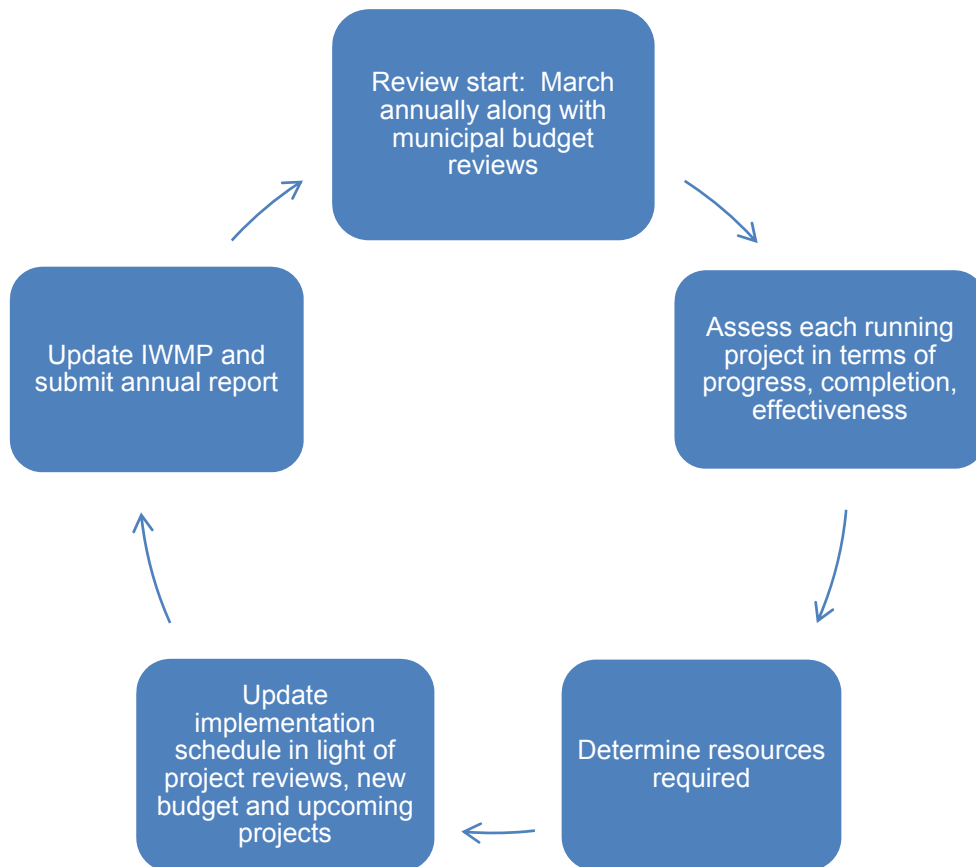 Review start:  March
annually along with
municipal budget
reviews
Assess each running
project in terms of
progress, completion,
effectiveness
Determine resources
required
Update
implementation
schedule in light of
project reviews, new
budget and upcoming
projects
Update IWMP and
submit annual report